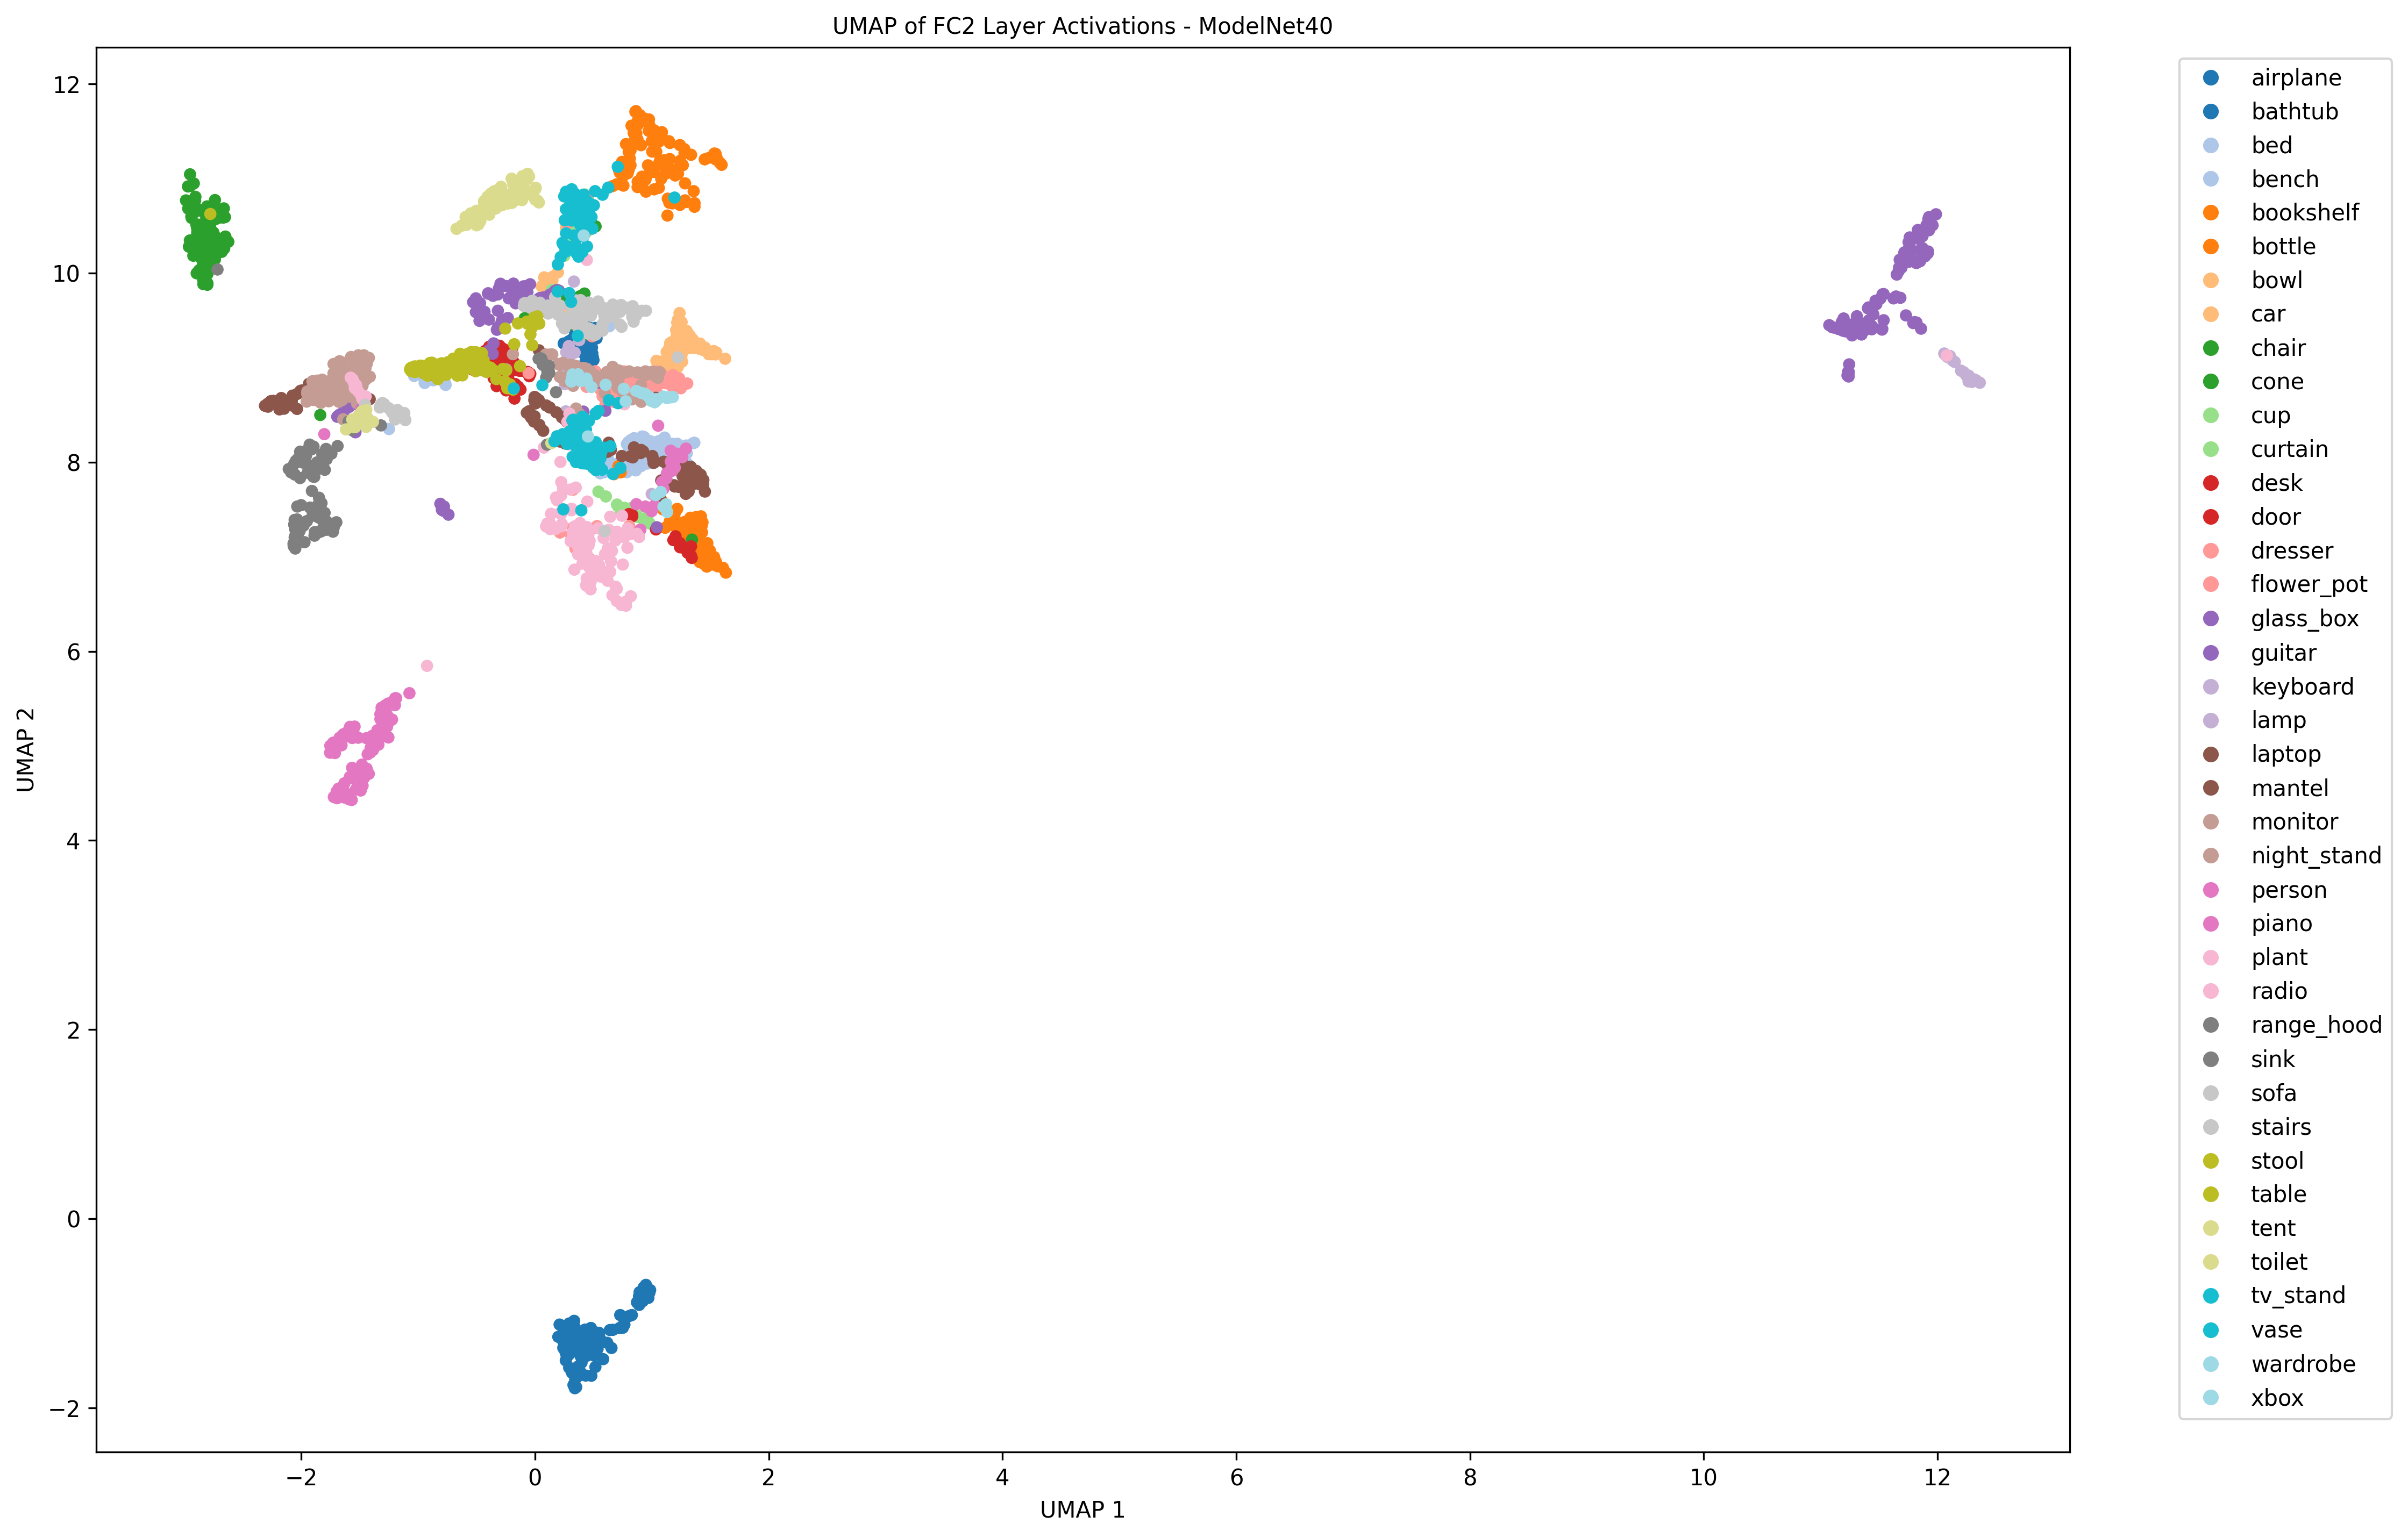 UMAP of FC2 Layer Activations - ModelNet40
12
10
8
6
4
2
0
−2
UMAP 2
−2
0
2
4
6
8
10
12
UMAP 1
airplane
bathtub
bed
bench
bookshelf
bottle
bowl
car
chair
cone
cup
curtain
desk
door
dresser
flower_pot
glass_box
guitar
keyboard
lamp
laptop
mantel
monitor
night_stand
person
piano
plant
radio
range_hood
sink
sofa
stairs
stool
table
tent
toilet
tv_stand
vase
wardrobe
xbox